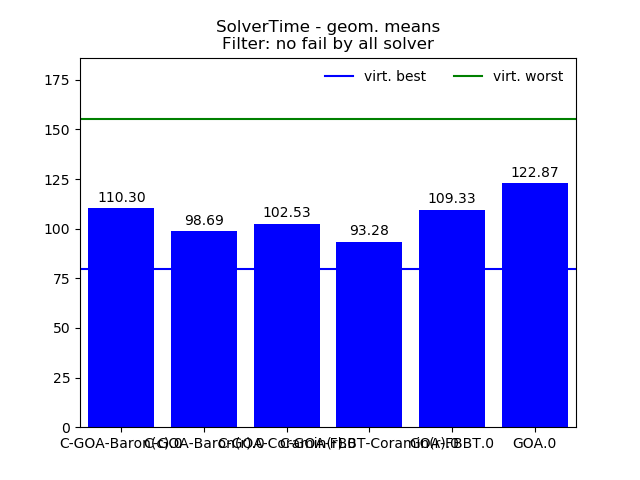 SolverTime - geom. means
Filter: no fail by all solver
virt. best
virt. worst
175
150
125
100
75
50
25
0
110.30
98.69
102.53
93.28
109.33
122.87
GOA.0